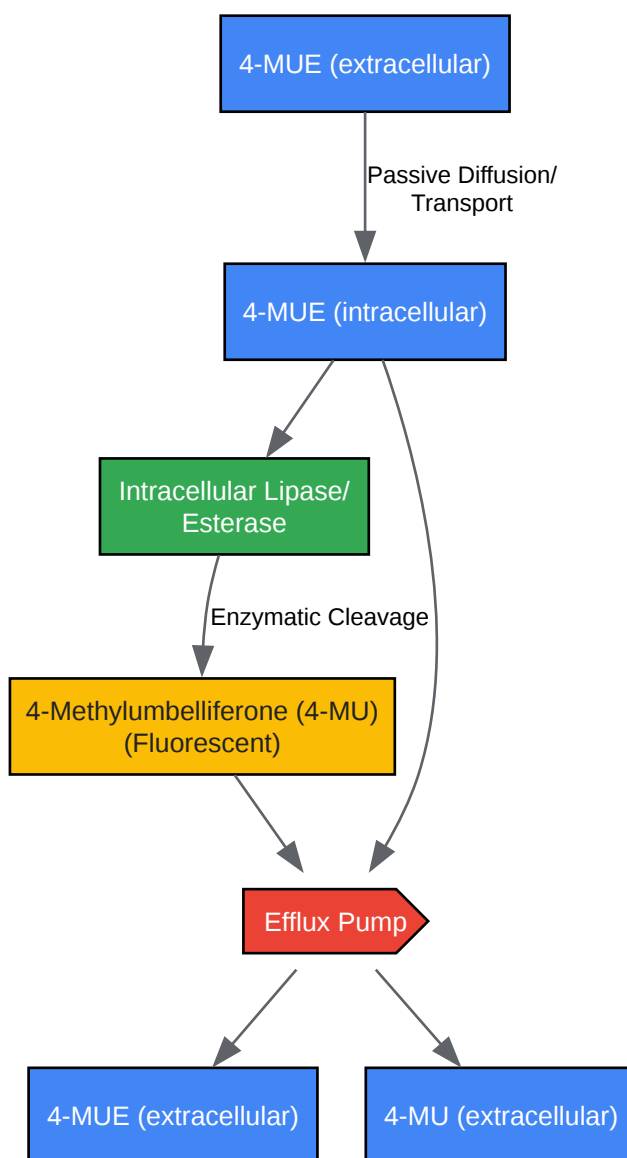 4-MUE (extracellular)
Passive Diffusion/
Transport
4-MUE (intracellular)
Intracellular Lipase/
Esterase
Enzymatic Cleavage
4-Methylumbelliferone (4-MU)
(Fluorescent)
Efflux Pump
4-MUE (extracellular)
4-MU (extracellular)